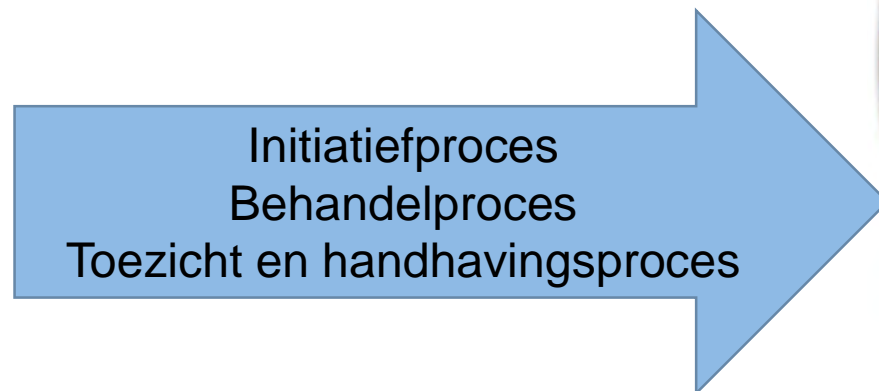 Initiatiefproces
Behandelproces
Toezicht en handhavingsproces